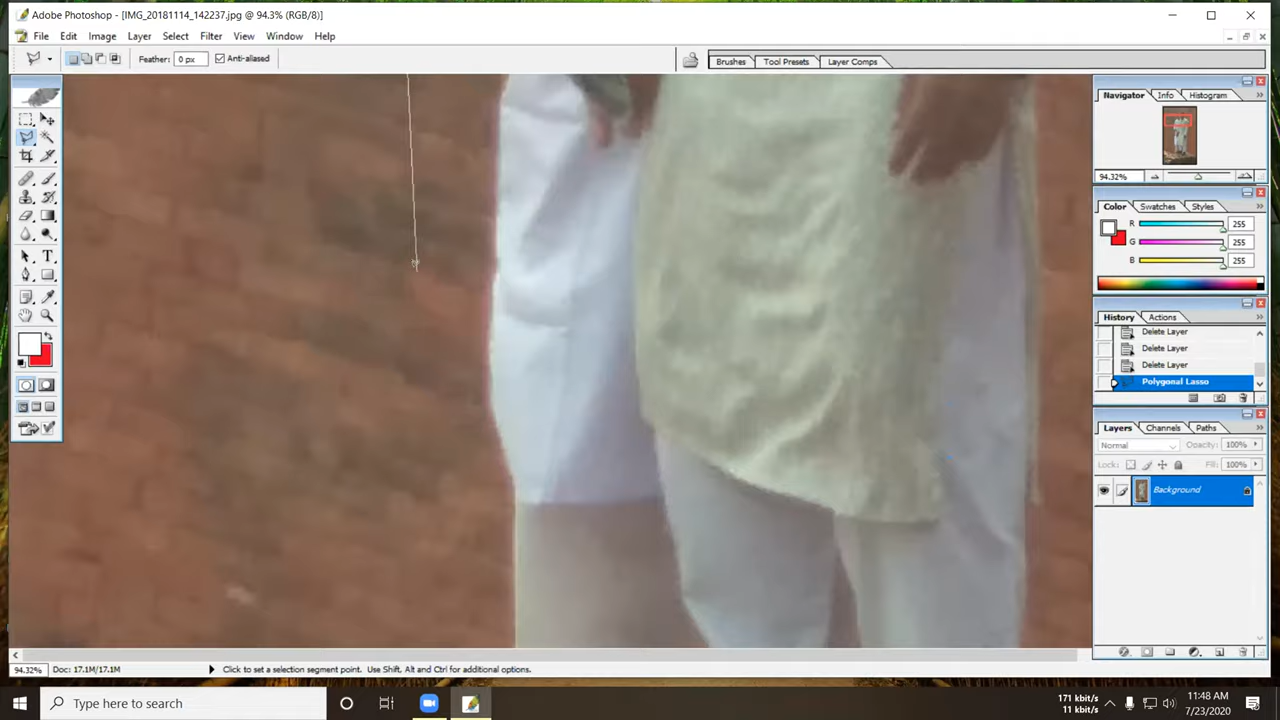 Adobe Photoshop - [IMG_20181114_142237.jpg @ 94.3% (RGB/8)]
File Edit Image Layer Select Filter View Window Help
Feather: 0 px Anti-aliased
Brushes Tool Presets Layer Comps
Navigator Info Histogram
94.32%
Color Swatches Styles
R 255
G 255
B 255
History Actions
Delete Layer
Delete Layer
Delete Layer
Polygonal Lasso
Layers Channels Paths
Normal Opacity: 100%
Lock: Fill: 100%
Background
94.32% Doc: 17.1M/17.1M Click to set a selection segment point. Use Shift, Alt and Ctrl for additional options.
Type here to search
171 kbit/s
11 kbit/s
11:48 AM
7/23/2020